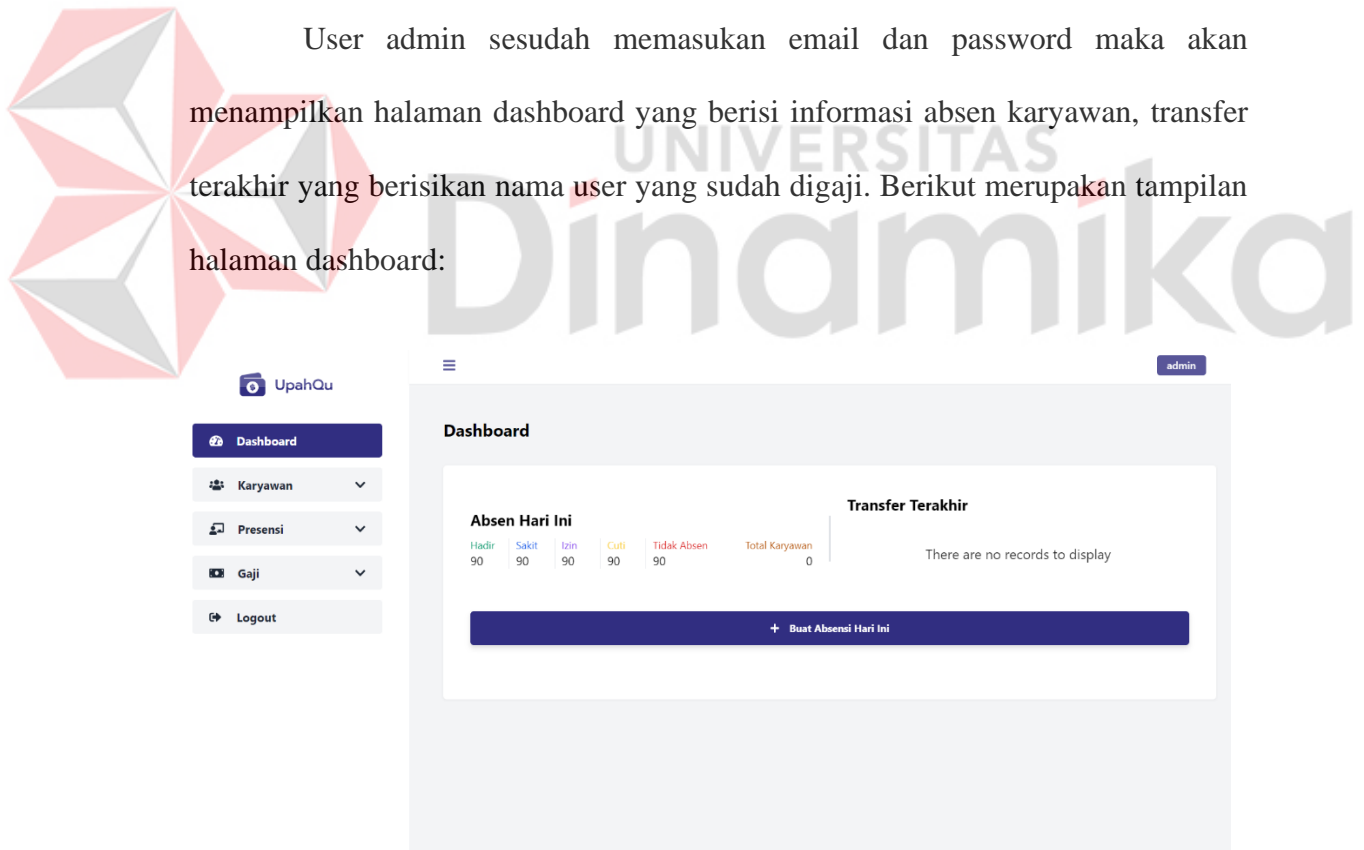 User admin sesudah memasukan email dan password maka akan
menampilkan halaman dashboard yang berisi informasi absen karyawan, transfer
terakhir yang berisikan nama user yang sudah digaji. Berikut merupakan tampilan
halaman dashboard:
UNIVERSITAS
Dinamika
UpahQu
admin
Dashboard
Karyawan
Presensi
Gaji
Logout
Dashboard
Absen Hari Ini
Hadir Sakit Izin Cuti Tidak Absen Total Karyawan
90 90 90 90 90 0
Transfer Terakhir
There are no records to display
+ Buat Absensi Hari Ini